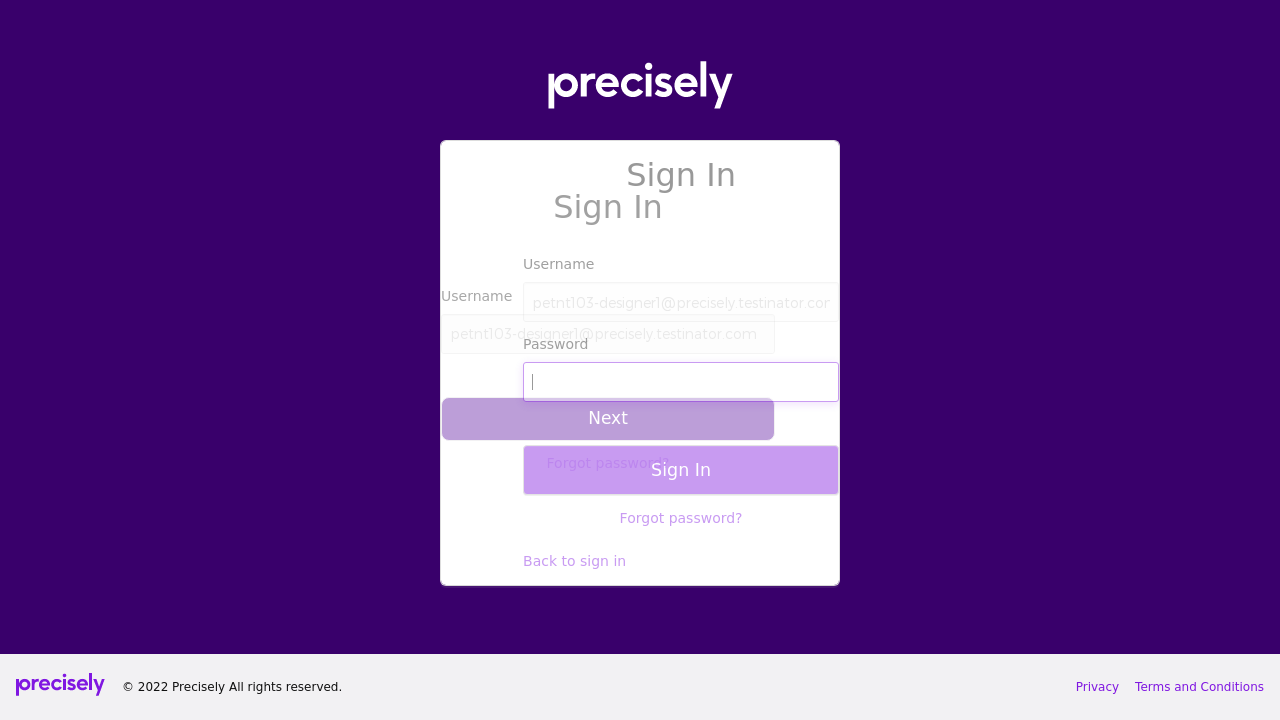 precisely
Sign In
Sign In
Username
Username
petnt103-designer1@precisely.testinator.cor
petnt103-designer1@precisely.testinator.com
Password
Next
Forgot password?
Sign In
Forgot password?
Back to sign in
precisely © 2022 Precisely All rights reserved. Privacy Terms and Conditions